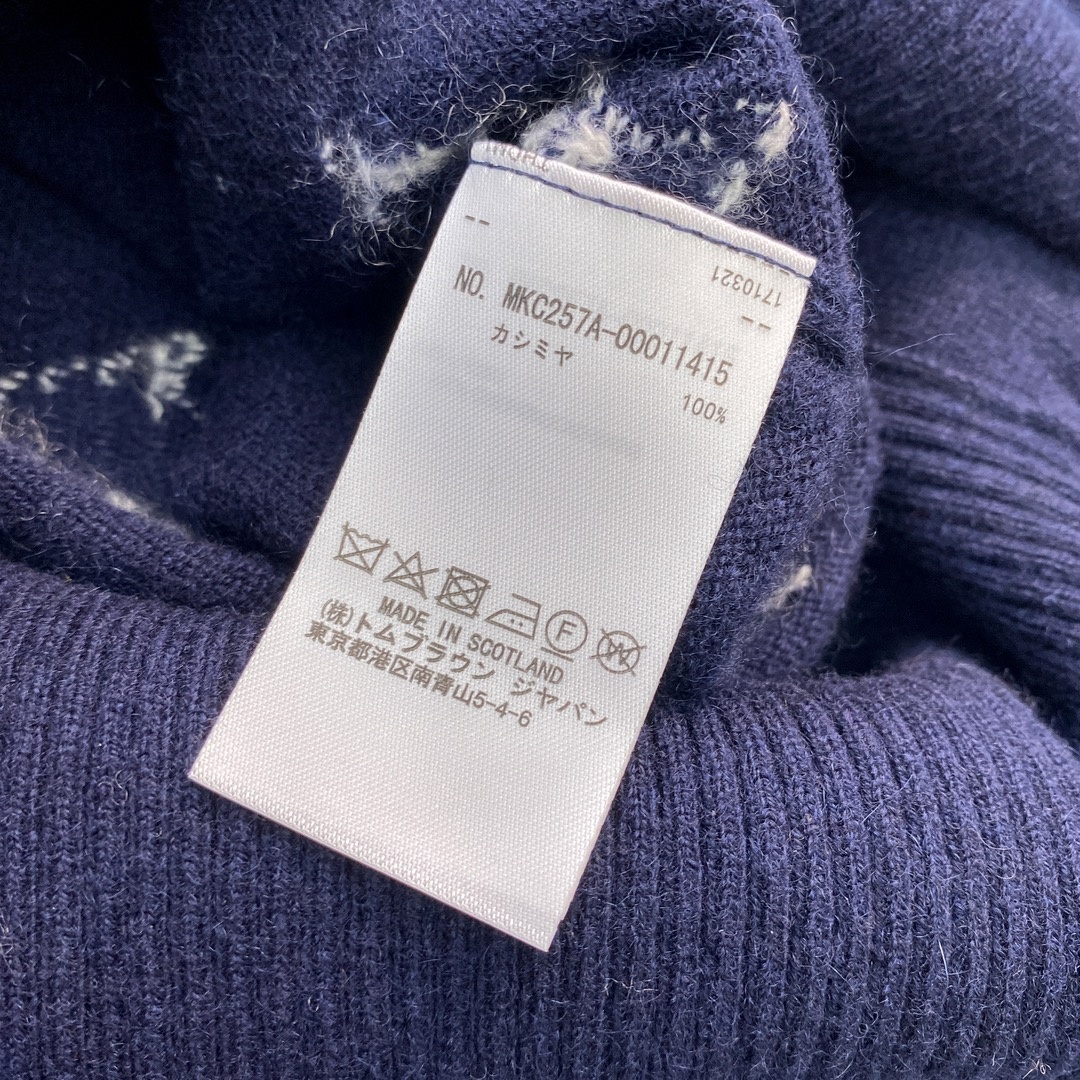 1710321
NO. MKC257A-00011415
カシミヤ
100%
F
W
MADE IN SCOTLAND
(株)トム ブラウン ジャパン
東京都港区南青山5-4-6